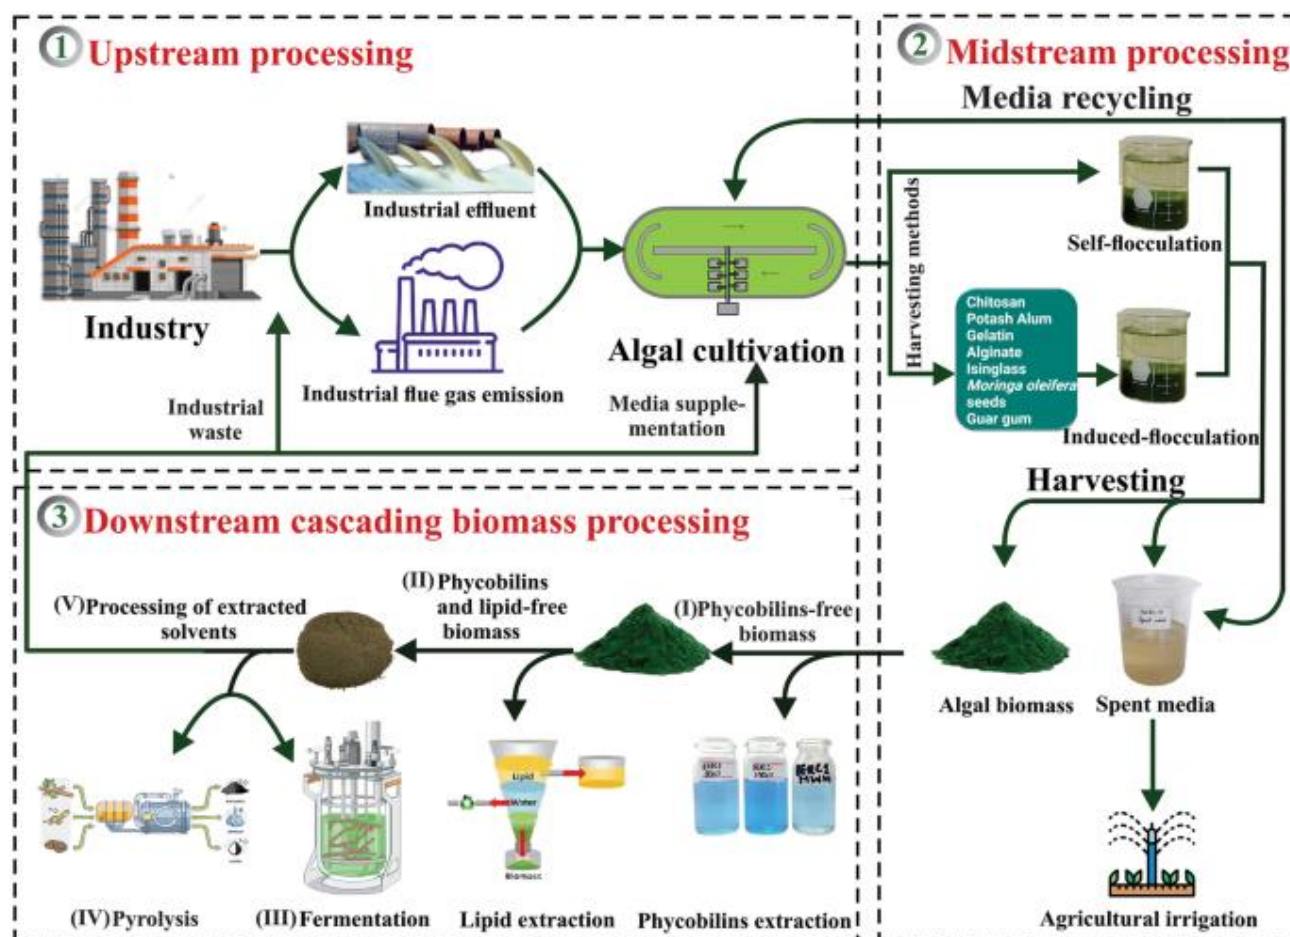 1 Upstream processing
Industry
Industrial effluent
Industrial flue gas emission
Algal cultivation
Industrial
waste
Media supple-
mentation
2 Midstream processing
Media recycling
Harvesting methods
Self-flocculation
Chitosan
Potash Alum
Gelatin
Alginate
Isinglass
Moringa oleifera
seeds
Guar gum
Induced-flocculation
Harvesting
Algal biomass
Spent media
Agricultural irrigation
3 Downstream cascading biomass processing
(I) Phycobilins-free
biomass
(II) Phycobilins
and lipid-free
biomass
(V) Processing of extracted
solvents
Lipid
Water
Biomass
(IV) Pyrolysis
(III) Fermentation
Lipid extraction
Phycobilins extraction